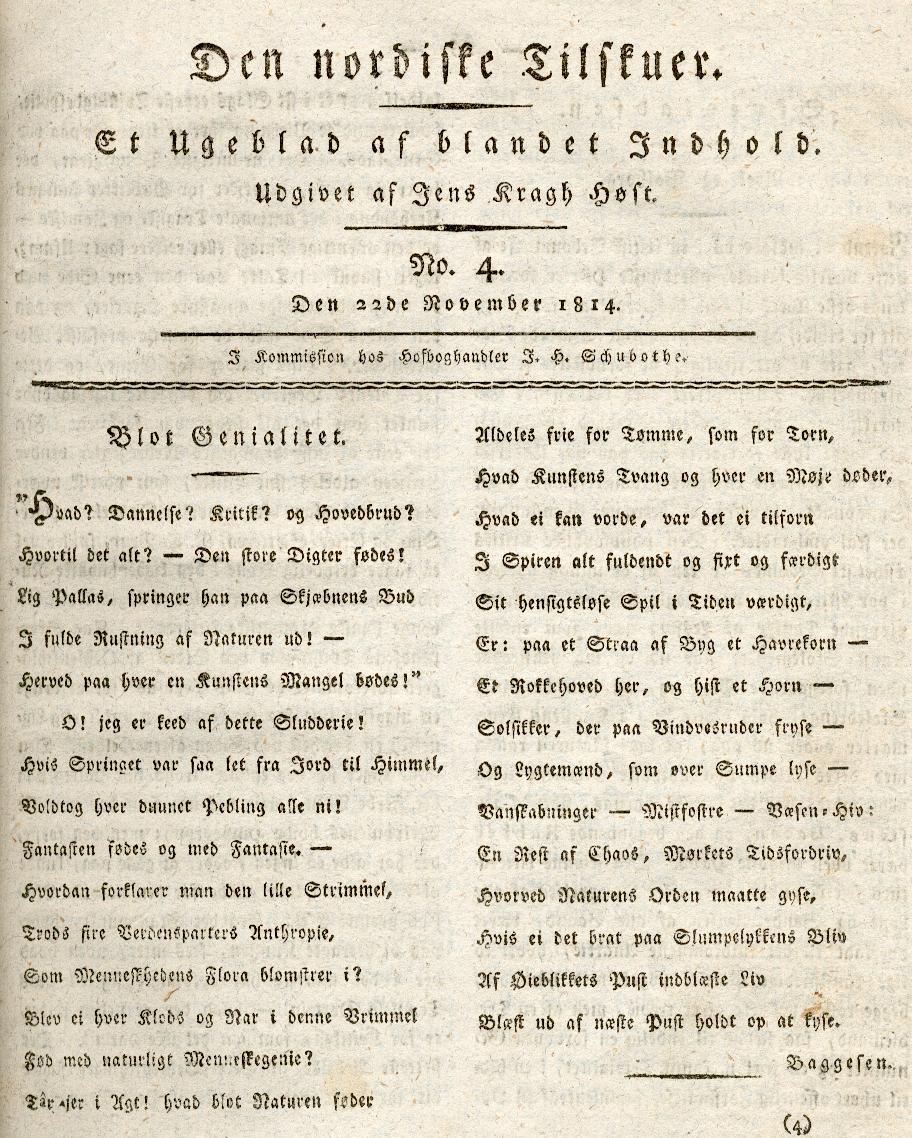 Den nordiske Tilskuer.
Et Ugeblad af blandet Indhold.
Udgivet af Jens Kragh Høst.
No. 4.
Den 22de November 1814.
I Kommission hos Hofboghandler J. H. Schubothe.
Blot Genialitet.
"Hvad? Dannelse? Kritik? og Hovedbrud?
Hvortil det alt? — Den store Digter fødes!
Lig Pallas, springer han paa Skjæbnens Bud
I fulde Rustning af Naturen ud! —
Herved paa hver en Kunstens Mangel bødes!"
O! jeg er keed af dette Sludderie!
Hvis Springet var saa let fra Jord til Himmel,
Voldtog hver duunet Pebling alle ni!
Fantasten fødes og med Fantasie. —
Hvordan forklarer man den lille Strimmel,
Trods fire Verdensparters Anthropie,
Som Menneskhedens Flora blomstrer i?
Blev ei hver Klods og Nar i denne Vrimmel
Fød med naturligt Menneskegenie?
i Agt! hvad blot Naturen føder
Aldeles frie for Tømme, som for Torn,
Hvad Kunstens Tvang og hver en Møje døder,
Hvad ei kan vorde, var det ei tilforn
I Spiren alt fuldendt og fixt og færdigt
Sit hensigtsløse Spil i Tiden værdigt,
Er: paa et Straa af Byg et Havrekorn —
Et Rokkehoved her, og hist et Horn —
Solsikker, der paa Vindvesruder fryse —
Og Lygtemænd, som over Sumpe lyse —
Vanskabninger — Misfostre — Væsen-Hiv:
En Rest af Chaos, Mørkets Tidsfordriv,
Hvorved Naturens Orden maatte gyse,
Hvis ei det brat paa Slumpelykkens Bliv
Af Øieblikkets Pust indblæste Liv
Blæst ud af næste Pust holdt op at kyse.
Baggesen.
(4)